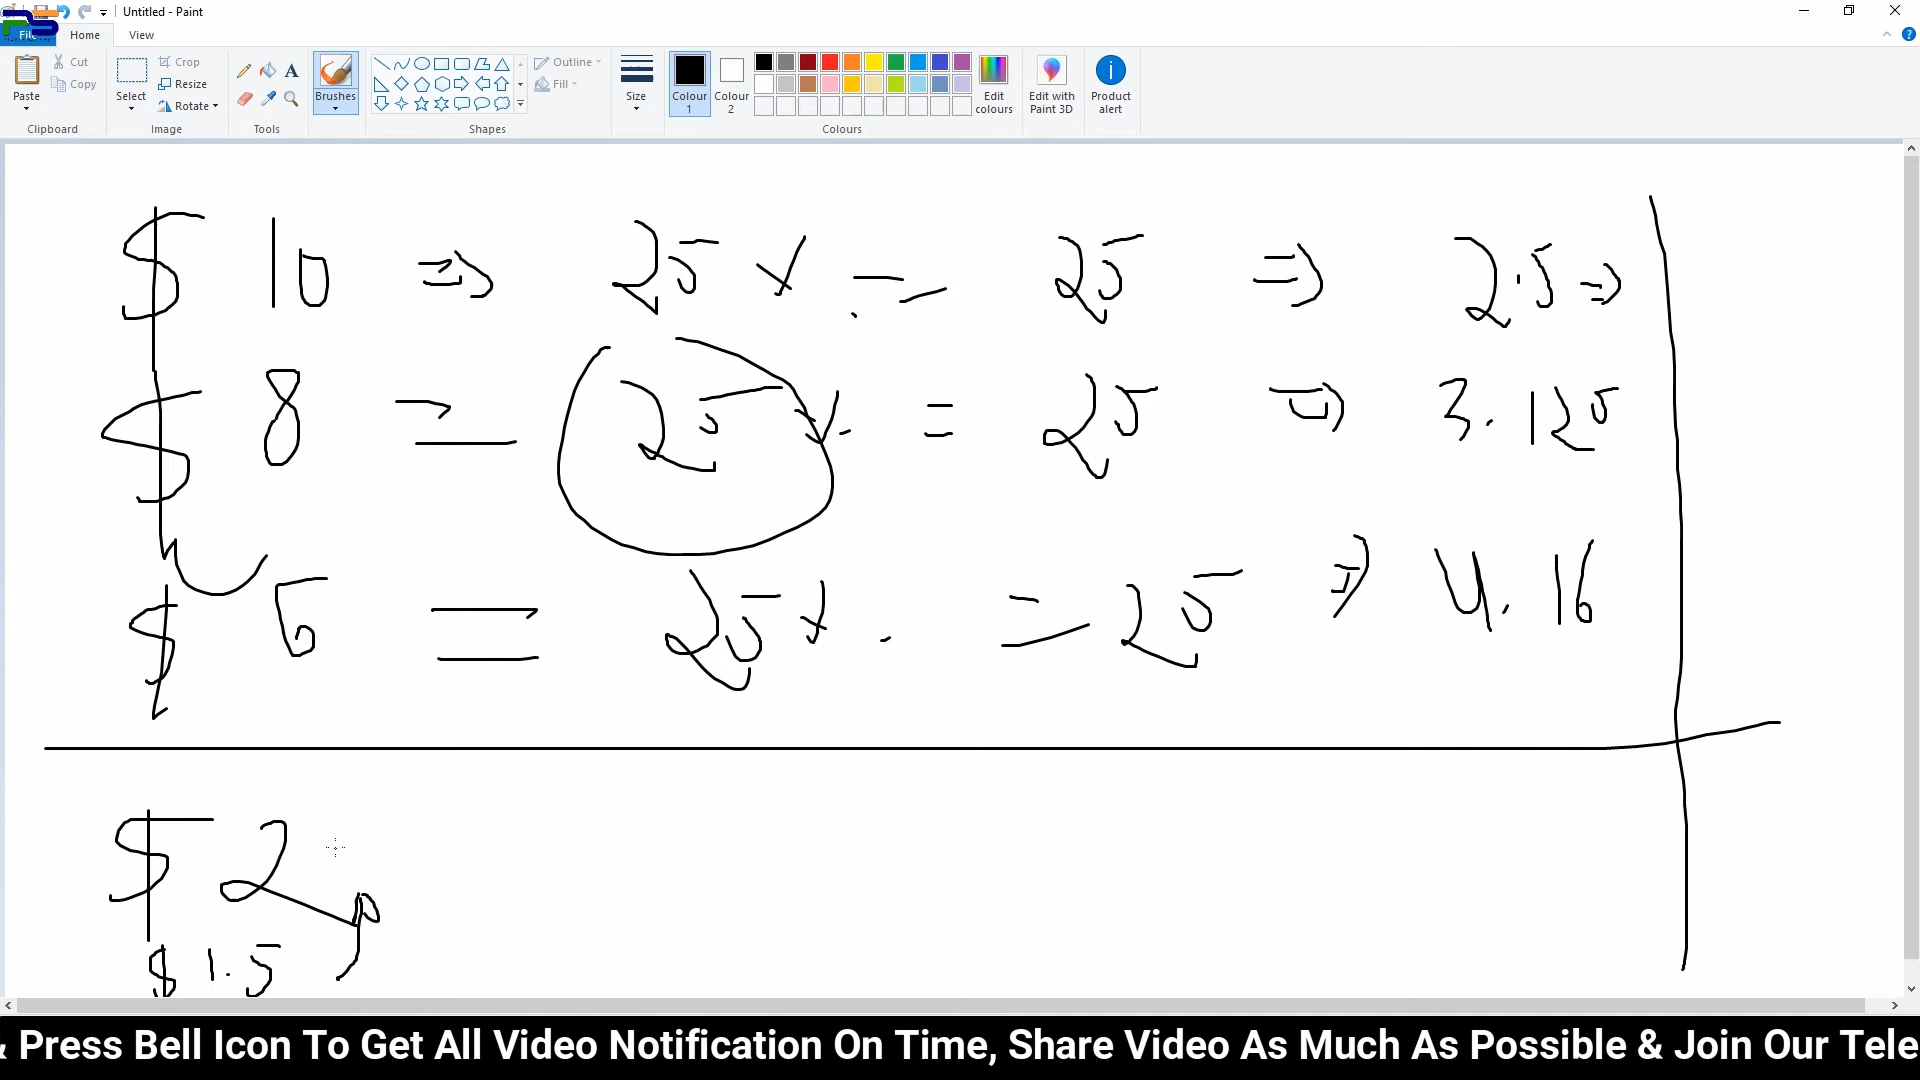 Untitled - Paint
File Home View
Paste Cut Copy Clipboard
Select Crop Resize Rotate Image
Tools
Brushes
Shapes Outline Fill
Size
Colour 1 Colour 2 Edit colours Colours
Edit with Paint 3D
Product alert
$ 10 ⇒ 25 x. = 25 ⇒ 2.5 ⇒
$ 8 = 25 x. = 25 ⇒ 3.125
$ 6 = 25 x. = 25 ⇒ 4.16
$ 2
$ 1.5
& Press Bell Icon To Get All Video Notification On Time, Share Video As Much As Possible & Join Our Tele